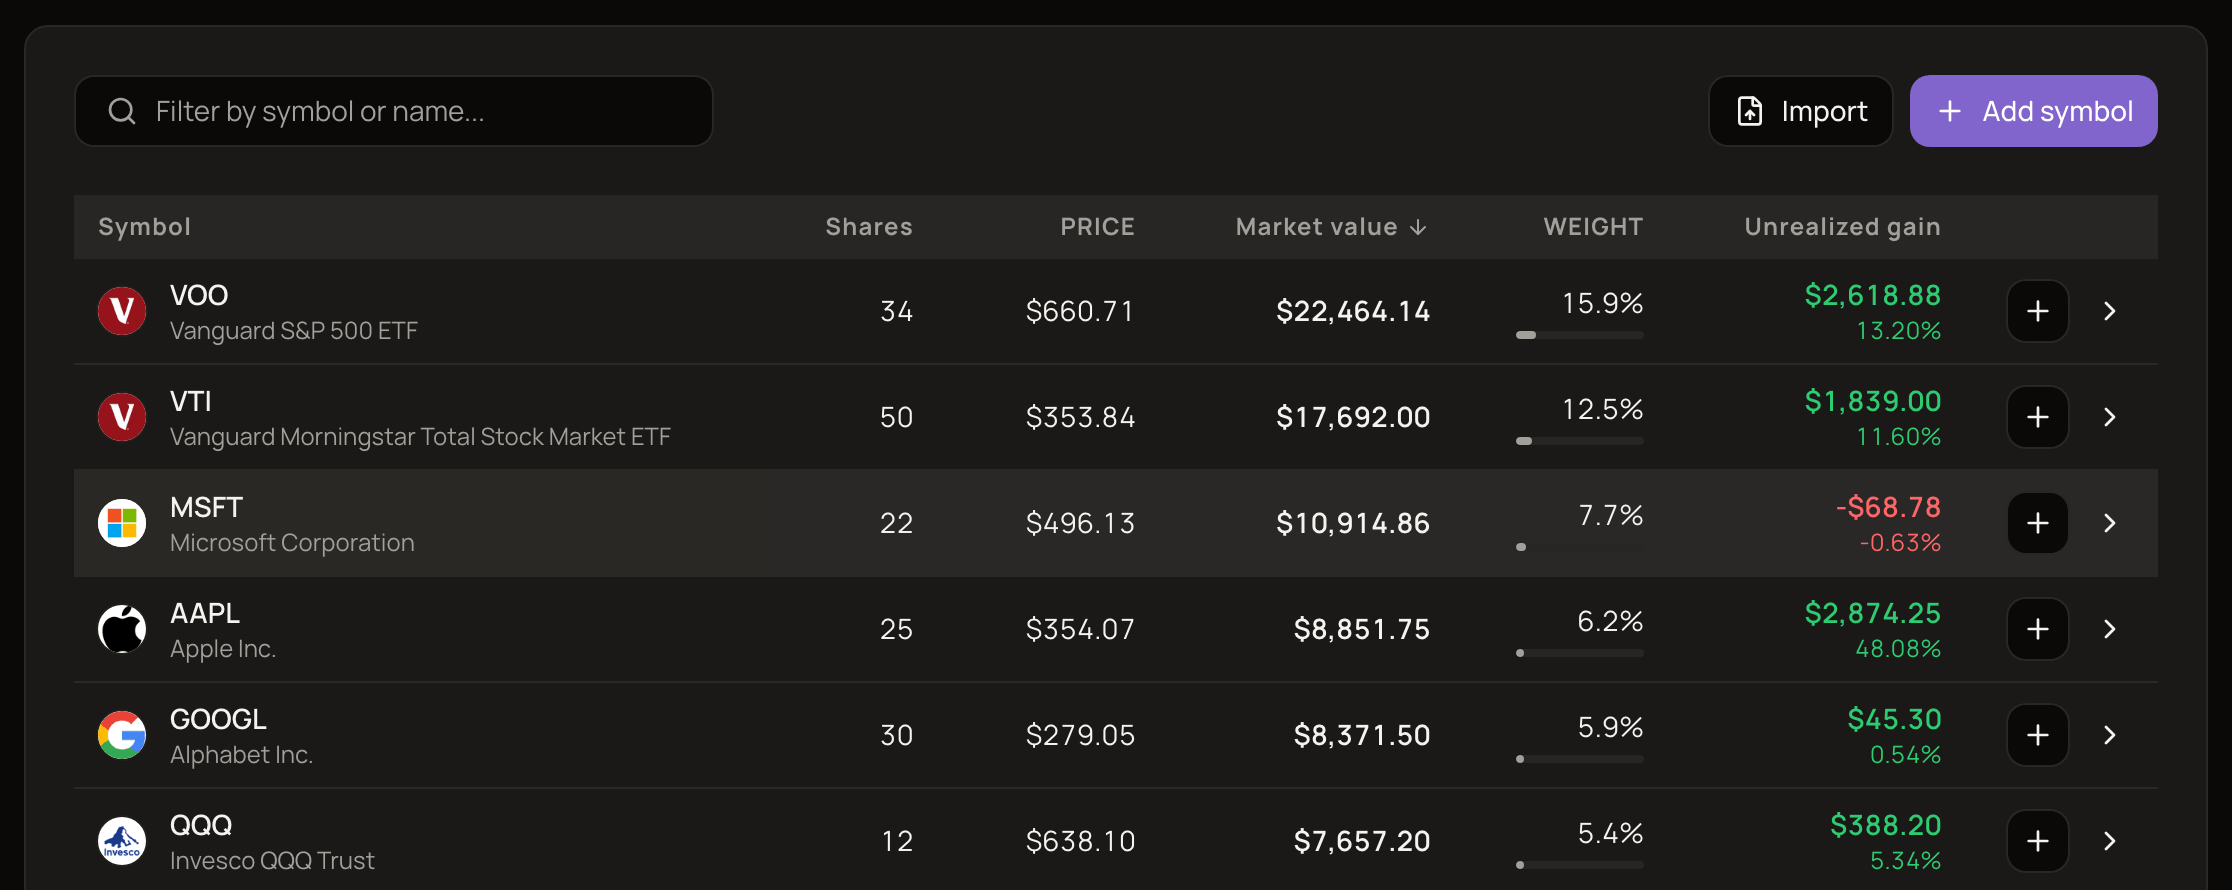 Filter by symbol or name...
Import
Add symbol
Symbol Shares PRICE Market value ↓ WEIGHT Unrealized gain
VOO
Vanguard S&P 500 ETF
34 $660.71 $22,464.14 15.9% $2,618.88
13.20%
VTI
Vanguard Morningstar Total Stock Market ETF
50 $353.84 $17,692.00 12.5% $1,839.00
11.60%
MSFT
Microsoft Corporation
22 $496.13 $10,914.86 7.7% -$68.78
-0.63%
AAPL
Apple Inc.
25 $354.07 $8,851.75 6.2% $2,874.25
48.08%
GOOGL
Alphabet Inc.
30 $279.05 $8,371.50 5.9% $45.30
0.54%
Invesco
QQQ
Invesco QQQ Trust
12 $638.10 $7,657.20 5.4% $388.20
5.34%